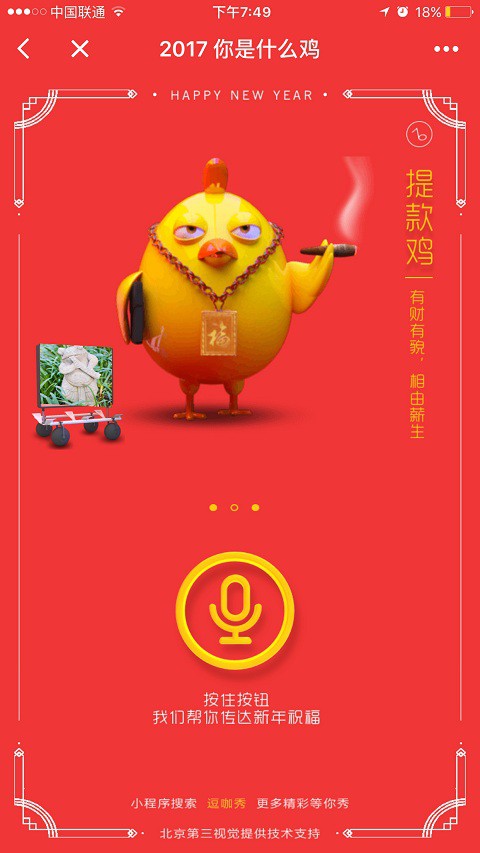 中国联通
下午7:49
18%
2017 你是什么鸡
HAPPY NEW YEAR
提款鸡
有财有貌，相由薪生
福
按住按钮
我们帮你传达新年祝福
小程序搜索 逗咖秀 更多精彩等你秀
北京第三视觉提供技术支持